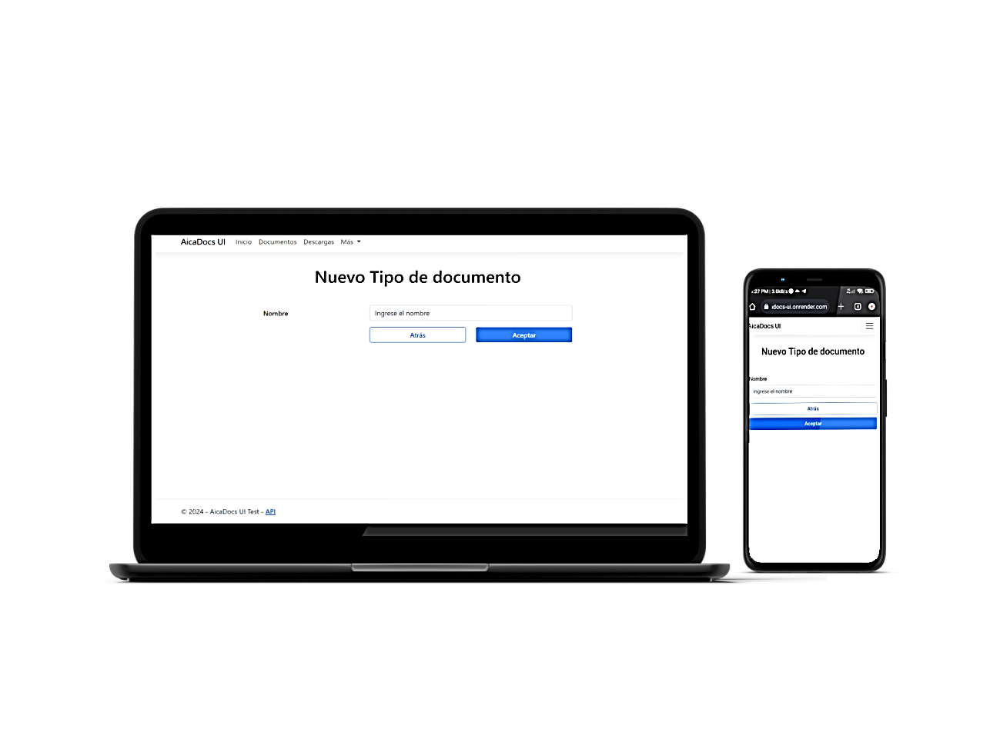 AicaDocs UI Inicio Documentos Descargas Más
Nuevo Tipo de documento
Nombre Ingrese el nombre
Atrás Aceptar
© 2024 - AicaDocs UI Test - API
:27 PM | 3.0kB/s
docs-ui.onrender.com
AicaDocs UI
Nuevo Tipo de documento
Nombre
Ingrese el nombre
Atrás
Aceptar